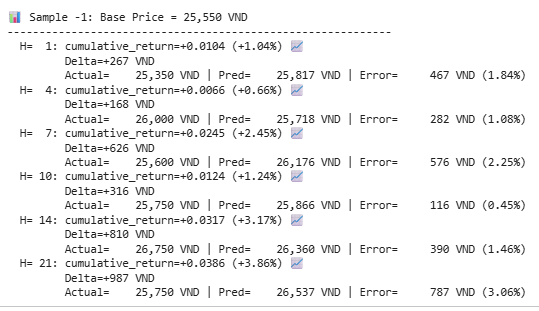 📊 Sample -1: Base Price = 25,550 VND
------------------------------------------------------------
H=  1: cumulative_return=+0.0104 (+1.04%) 📈
Delta=+267 VND
Actual=    25,350 VND | Pred=    25,817 VND | Error=     467 VND (1.84%)
H=  4: cumulative_return=+0.0066 (+0.66%) 📈
Delta=+168 VND
Actual=    26,000 VND | Pred=    25,718 VND | Error=     282 VND (1.08%)
H=  7: cumulative_return=+0.0245 (+2.45%) 📈
Delta=+626 VND
Actual=    25,600 VND | Pred=    26,176 VND | Error=     576 VND (2.25%)
H= 10: cumulative_return=+0.0124 (+1.24%) 📈
Delta=+316 VND
Actual=    25,750 VND | Pred=    25,866 VND | Error=     116 VND (0.45%)
H= 14: cumulative_return=+0.0317 (+3.17%) 📈
Delta=+810 VND
Actual=    26,750 VND | Pred=    26,360 VND | Error=     390 VND (1.46%)
H= 21: cumulative_return=+0.0386 (+3.86%) 📈
Delta=+987 VND
Actual=    25,750 VND | Pred=    26,537 VND | Error=     787 VND (3.06%)